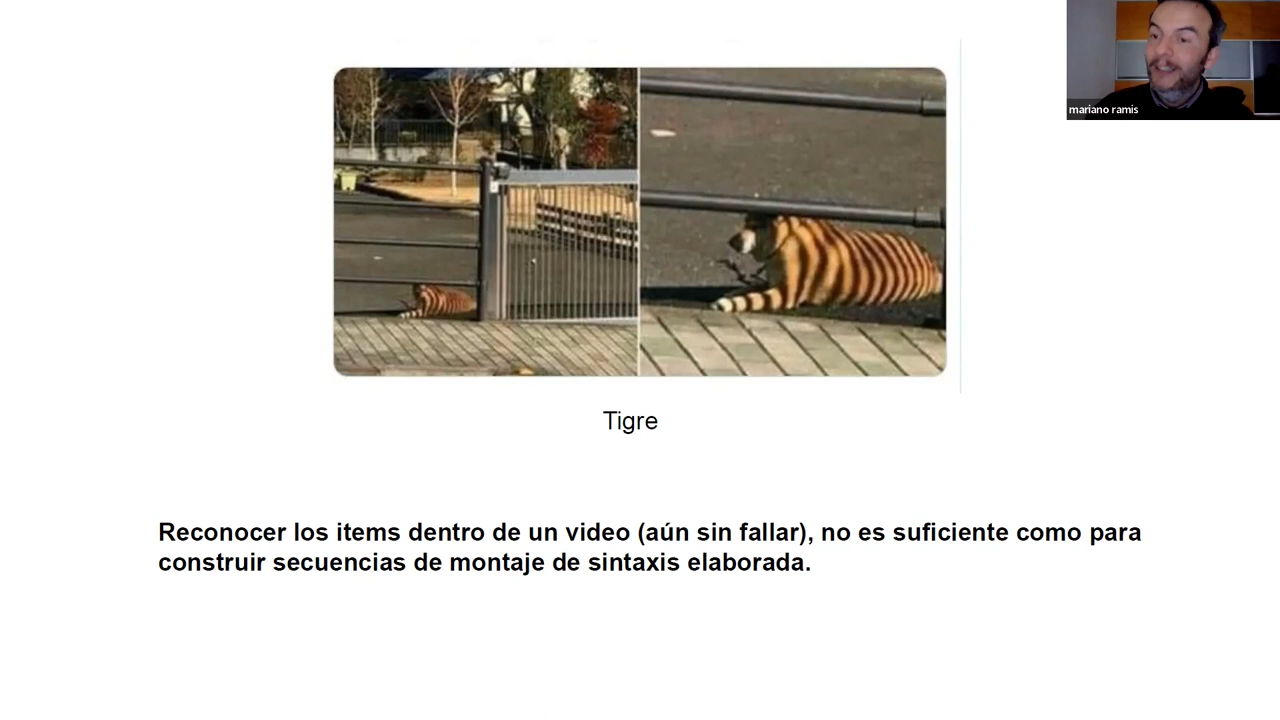 mariano ramis
Tigre
Reconocer los items dentro de un video (aún sin fallar), no es suficiente como para
construir secuencias de montaje de sintaxis elaborada.